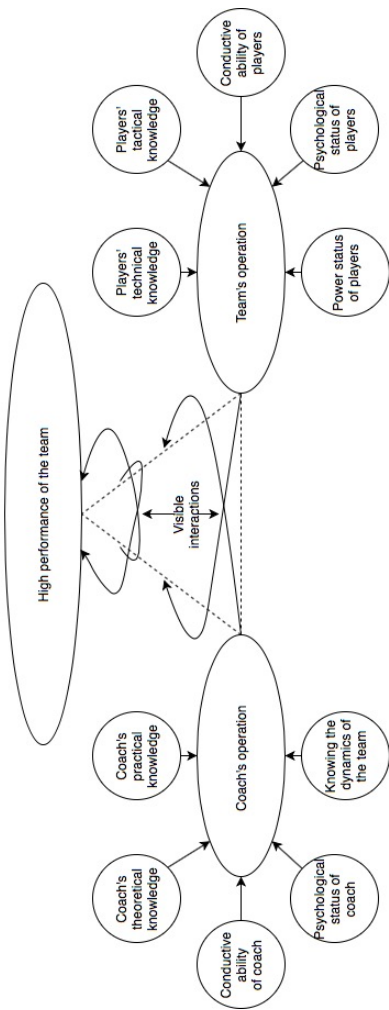 High performance of the team
Visible
interactions
Coach's
theoretical
knowledge
Coach's
practical
knowledge
Conductive
ability
of coach
Coach's operation
Psychological
status of
coach
Knowing the
dynamics of
the team
Players'
technical
knowledge
Players'
tactical
knowledge
Conductive
ability of
players
Team's operation
Power status
of players
Psychological
status of
players